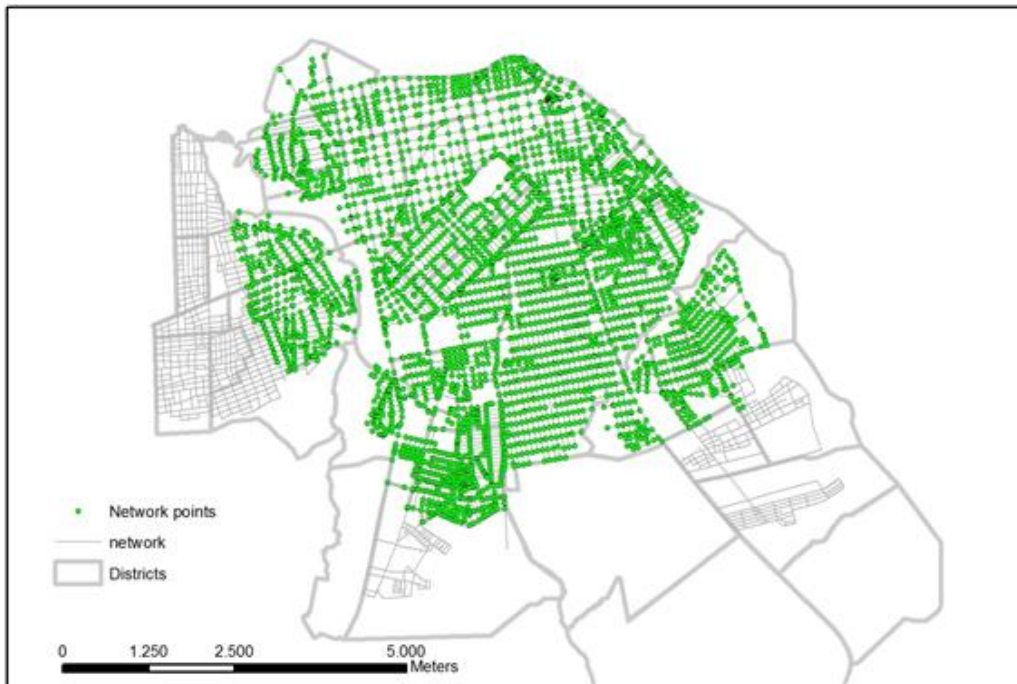 Network points
network
Districts
0 1.250 2.500 5.000
Meters